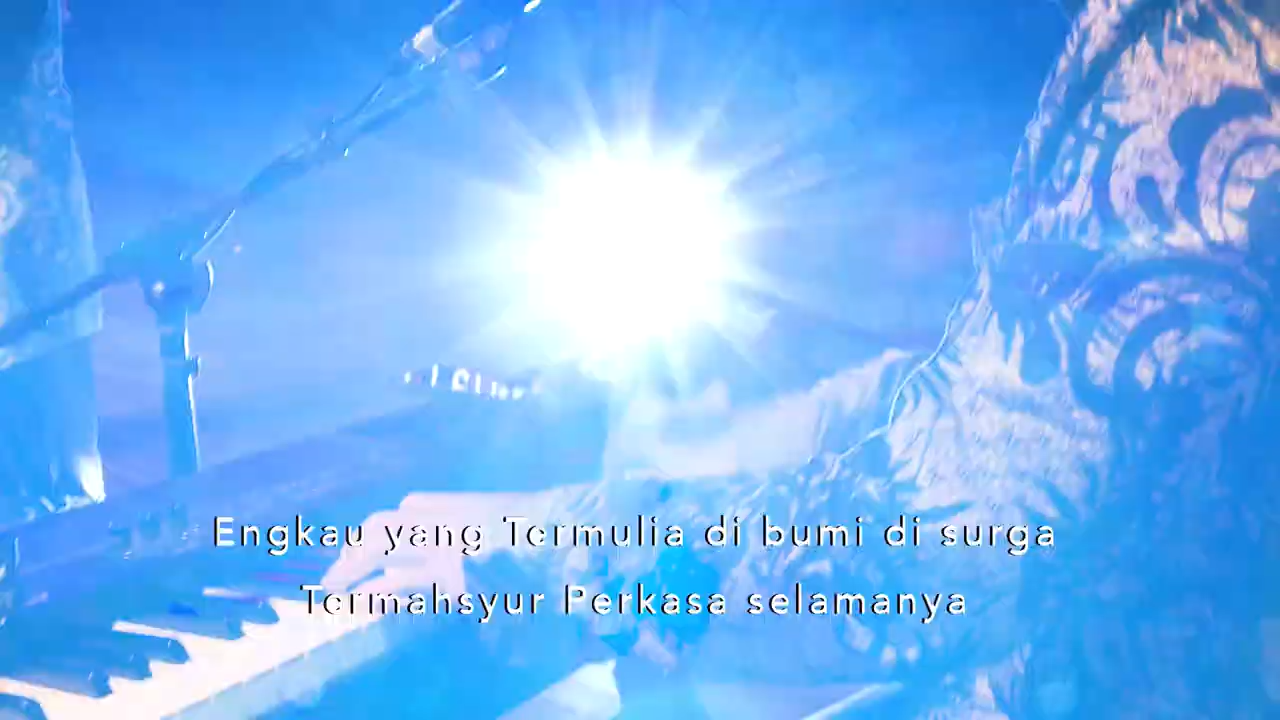 Engkau yang Termulia di bumi di surga
Termahsyur Perkasa selamanya